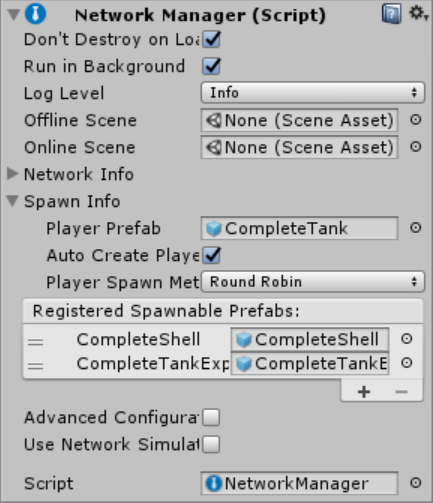 Network Manager (Script)
Don't Destroy on Loa
Run in Background
Log Level Info
Offline Scene None (Scene Asset)
Online Scene None (Scene Asset)
Network Info
Spawn Info
Player Prefab CompleteTank
Auto Create Playe
Player Spawn Met Round Robin
Registered Spawnable Prefabs:
CompleteShell CompleteShell
CompleteTankExp CompleteTankE
Advanced Configurat
Use Network Simulat
Script NetworkManager